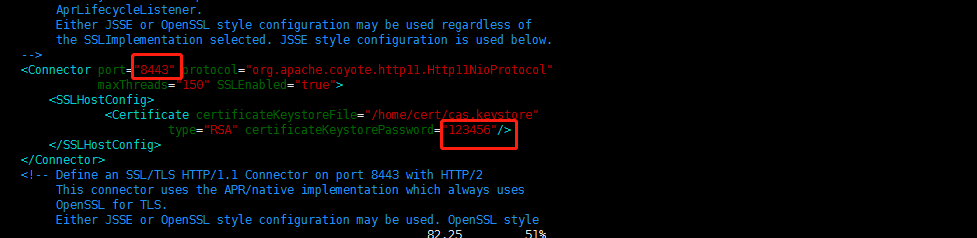 AprLifecycleListener.
Either JSSE or OpenSSL style configuration may be used regardless of
the SSLImplementation selected. JSSE style configuration is used below.
-->
<Connector port="8443" protocol="org.apache.coyote.http11.Http11NioProtocol"
maxThreads="150" SSLEnabled="true">
<SSLHostConfig>
<Certificate certificateKeystoreFile="/home/cert/cas.keystore"
type="RSA" certificateKeystorePassword="123456"/>
</SSLHostConfig>
</Connector>
<!-- Define an SSL/TLS HTTP/1.1 Connector on port 8443 with HTTP/2
This connector uses the APR/native implementation which always uses
OpenSSL for TLS.
Either JSSE or OpenSSL style configuration may be used. OpenSSL style
82,25 51%